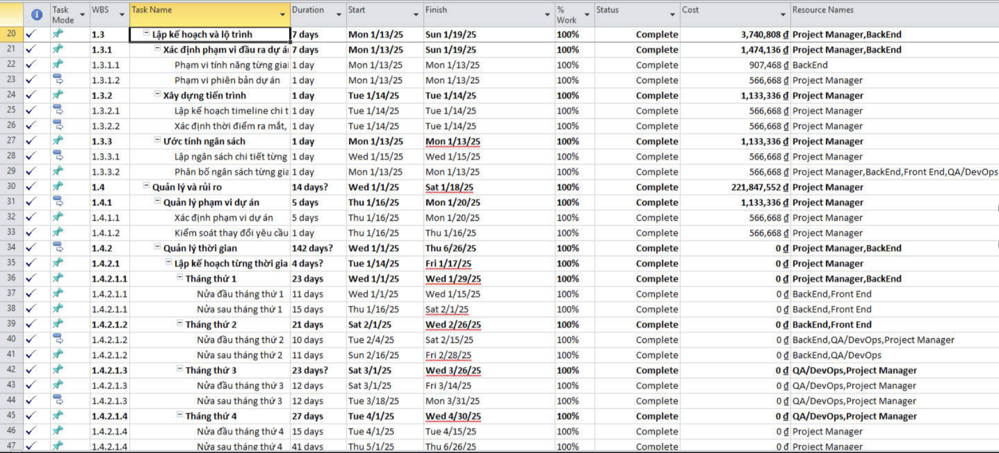 Task Mode WBS Task Name Duration Start Finish % Work Status Cost Resource Names
20 1.3 Lập kế hoạch và lộ trình 7 days Mon 1/13/25 Sun 1/19/25 100% Complete 3,740,808 ₫ Project Manager,BackEnd
21 1.3.1 Xác định phạm vi đầu ra dự á 7 days Mon 1/13/25 Sun 1/19/25 100% Complete 1,474,136 ₫ Project Manager,BackEnd
22 1.3.1.1 Phạm vi tính năng từng giai 1 day Mon 1/13/25 Mon 1/13/25 100% Complete 907,468 ₫ BackEnd
23 1.3.1.2 Phạm vi phiên bản dự án 1 day Mon 1/13/25 Mon 1/13/25 100% Complete 566,668 ₫ Project Manager
24 1.3.2 Xây dựng tiến trình 1 day Tue 1/14/25 Tue 1/14/25 100% Complete 1,133,336 ₫ Project Manager
25 1.3.2.1 Lập kế hoạch timeline chi t 1 day Tue 1/14/25 Tue 1/14/25 100% Complete 566,668 ₫ Project Manager
26 1.3.2.2 Xác định thời điểm ra mắt, 1 day Tue 1/14/25 Tue 1/14/25 100% Complete 566,668 ₫ Project Manager
27 1.3.3 Ước tính ngân sách 1 day Mon 1/13/25 Mon 1/13/25 100% Complete 1,133,336 ₫ Project Manager
28 1.3.3.1 Lập ngân sách chi tiết từng 1 day Wed 1/15/25 Wed 1/15/25 100% Complete 566,668 ₫ Project Manager
29 1.3.3.2 Phân bố ngân sách từng gia 1 day Mon 1/13/25 Mon 1/13/25 100% Complete 566,668 ₫ Project Manager,BackEnd,Front End,QA/DevOps
30 1.4 Quản lý và rủi ro 14 days? Wed 1/1/25 Sat 1/18/25 100% Complete 221,847,552 ₫ Project Manager
31 1.4.1 Quản lý phạm vi dự án 5 days Thu 1/16/25 Mon 1/20/25 100% Complete 1,133,336 ₫ Project Manager
32 1.4.1.1 Xác định phạm vi dự án 5 days Thu 1/16/25 Mon 1/20/25 100% Complete 566,668 ₫ Project Manager
33 1.4.1.2 Kiểm soát thay đổi yêu cầu 1 day Thu 1/16/25 Thu 1/16/25 100% Complete 566,668 ₫ Project Manager
34 1.4.2 Quản lý thời gian 142 days? Wed 1/1/25 Thu 6/26/25 100% Complete 0 ₫ Project Manager,BackEnd
35 1.4.2.1 Lập kế hoạch từng thời gia 4 days? Tue 1/14/25 Fri 1/17/25 100% Complete 0 ₫ Project Manager
36 1.4.2.1.1 Tháng thứ 1 23 days Wed 1/1/25 Wed 1/29/25 100% Complete 0 ₫ Project Manager,BackEnd
37 1.4.2.1.1 Nửa đầu tháng thứ 1 11 days Wed 1/1/25 Wed 1/15/25 100% Complete 0 ₫ BackEnd,Front End
38 1.4.2.1.1 Nửa sau tháng thứ 1 15 days Thu 1/16/25 Sat 2/1/25 100% Complete 0 ₫ BackEnd,Front End
39 1.4.2.1.2 Tháng thứ 2 21 days Sat 2/1/25 Wed 2/26/25 100% Complete 0 ₫ BackEnd,Front End
40 1.4.2.1.2 Nửa đầu tháng thứ 2 10 days Tue 2/4/25 Sat 2/15/25 100% Complete 0 ₫ BackEnd,QA/DevOps,Project Manager
41 1.4.2.1.2 Nửa sau tháng thứ 2 11 days Sun 2/16/25 Fri 2/28/25 100% Complete 0 ₫ BackEnd,QA/DevOps
42 1.4.2.1.3 Tháng thứ 3 23 days? Sat 3/1/25 Wed 3/26/25 100% Complete 0 ₫ QA/DevOps,Project Manager
43 1.4.2.1.3 Nửa đầu tháng thứ 3 12 days Sat 3/1/25 Fri 3/14/25 100% Complete 0 ₫ QA/DevOps,Project Manager
44 1.4.2.1.3 Nửa sau tháng thứ 3 12 days Tue 3/18/25 Mon 3/31/25 100% Complete 0 ₫ QA/DevOps,Project Manager
45 1.4.2.1.4 Tháng thứ 4 27 days Tue 4/1/25 Wed 4/30/25 100% Complete 0 ₫ QA/DevOps,Project Manager
46 1.4.2.1.4 Nửa đầu tháng thứ 4 15 days Tue 4/1/25 Tue 4/15/25 100% Complete 0 ₫ Project Manager
47 1.4.2.1.4 Nửa sau tháng thứ 4 41 days Thu 5/1/25 Thu 6/26/25 100% Complete 0 ₫ Project Manager